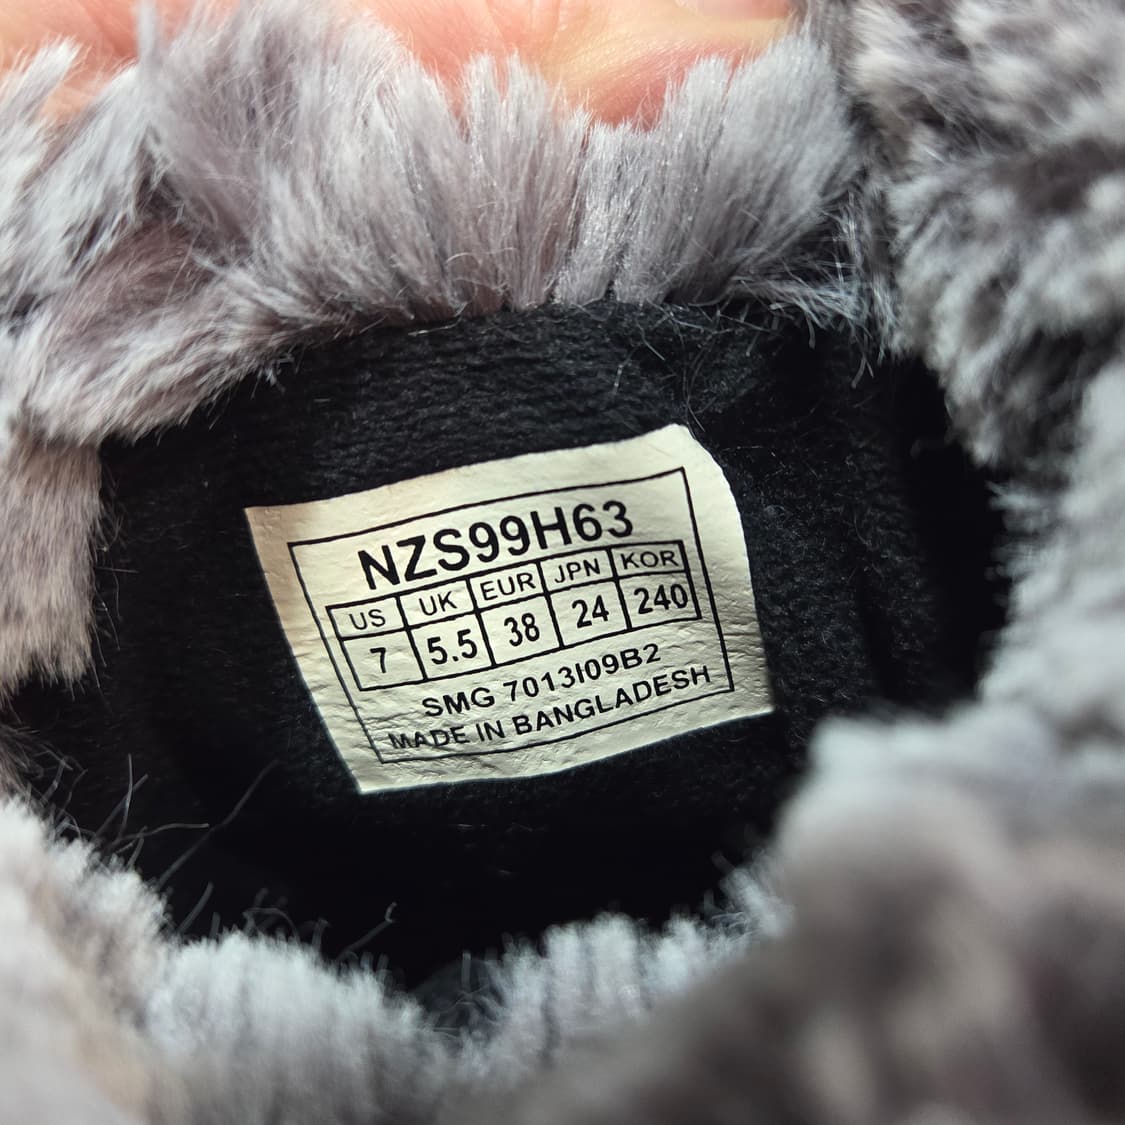 NZS99H63
US UK EUR JPN KOR
7 5.5 38 24 240
SMG 7013I09B2
MADE IN BANGLADESH